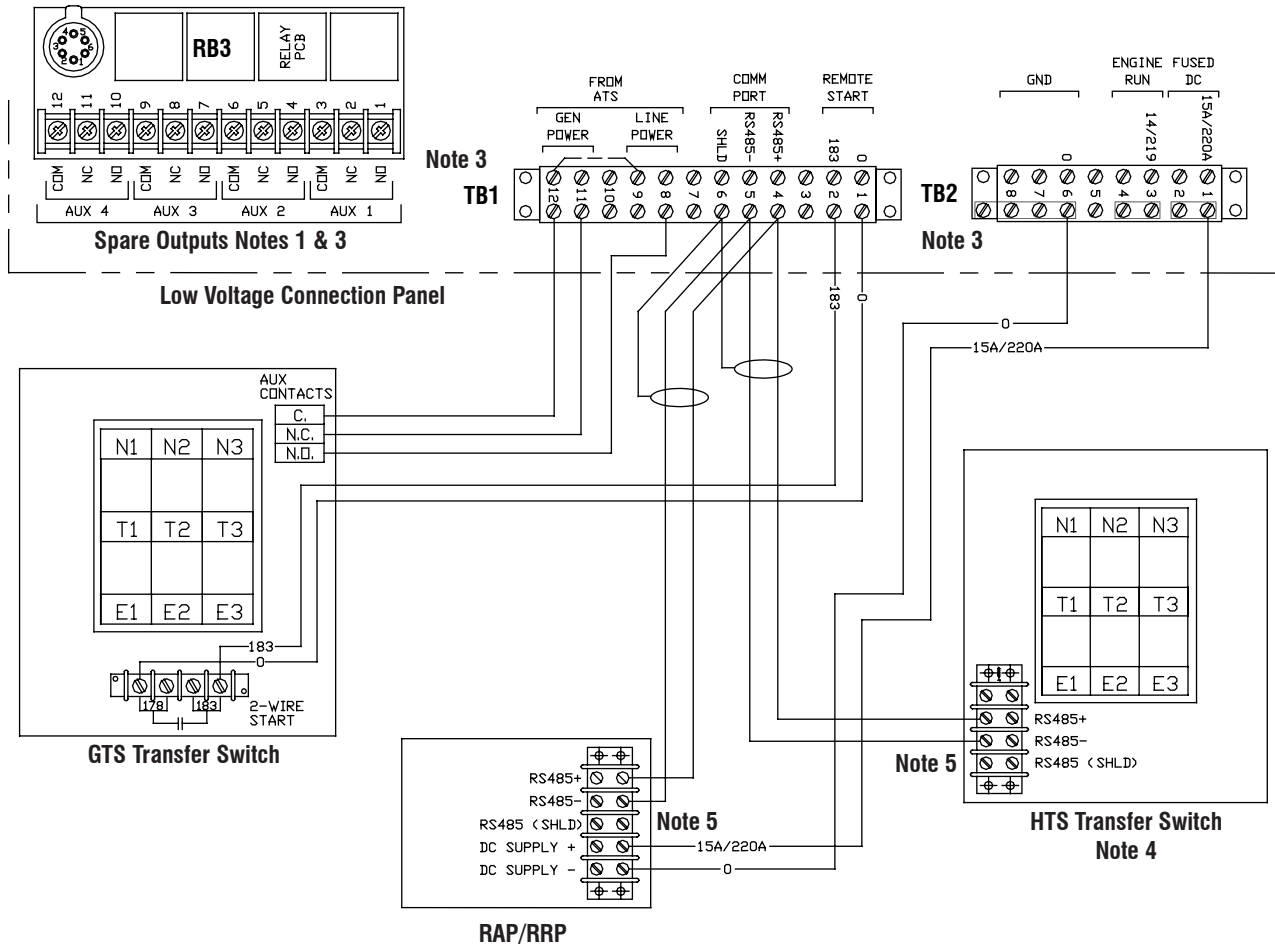 4 5
3 6
2 1
RB3
RELAY
PCB
12 11 10 9 8 7 6 5 4 3 2 1
COM NC NO COM NC NO COM NC NO COM NC NO
AUX 4 AUX 3 AUX 2 AUX 1
Spare Outputs Notes 1 & 3
Low Voltage Connection Panel
FROM
ATS
GEN
POWER
LINE
POWER
COMM
PORT
REMOTE
START
SHLD
RS485-
RS485+
183
0
Note 3
TB1
12 11 10 9 8 7 6 5 4 3 2 1
GND
ENGINE
RUN
FUSED
DC
0
14/219
15A/220A
TB2
8 7 6 5 4 3 2 1
Note 3
183
0
0
15A/220A
AUX
CONTACTS
C.
N.C.
N.O.
N1 N2 N3
T1 T2 T3
E1 E2 E3
183
0
178 183
2-WIRE
START
GTS Transfer Switch
RS485+
RS485-
RS485 (SHLD)
DC SUPPLY +
DC SUPPLY -
Note 5
15A/220A
0
RAP/RRP
N1 N2 N3
T1 T2 T3
E1 E2 E3
RS485+
RS485-
RS485 (SHLD)
Note 5
HTS Transfer Switch
Note 4